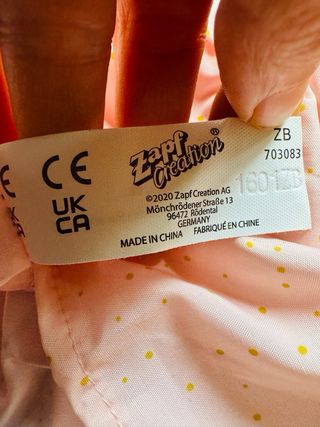 CE
UK
CA
CE
Zapf
Creation®
©2020 Zapf Creation AG
Mönchrödener Straße 13
96472 Rödental
GERMANY
MADE IN CHINA FABRIQUÉ EN CHINE
ZB
703083
1601ZB